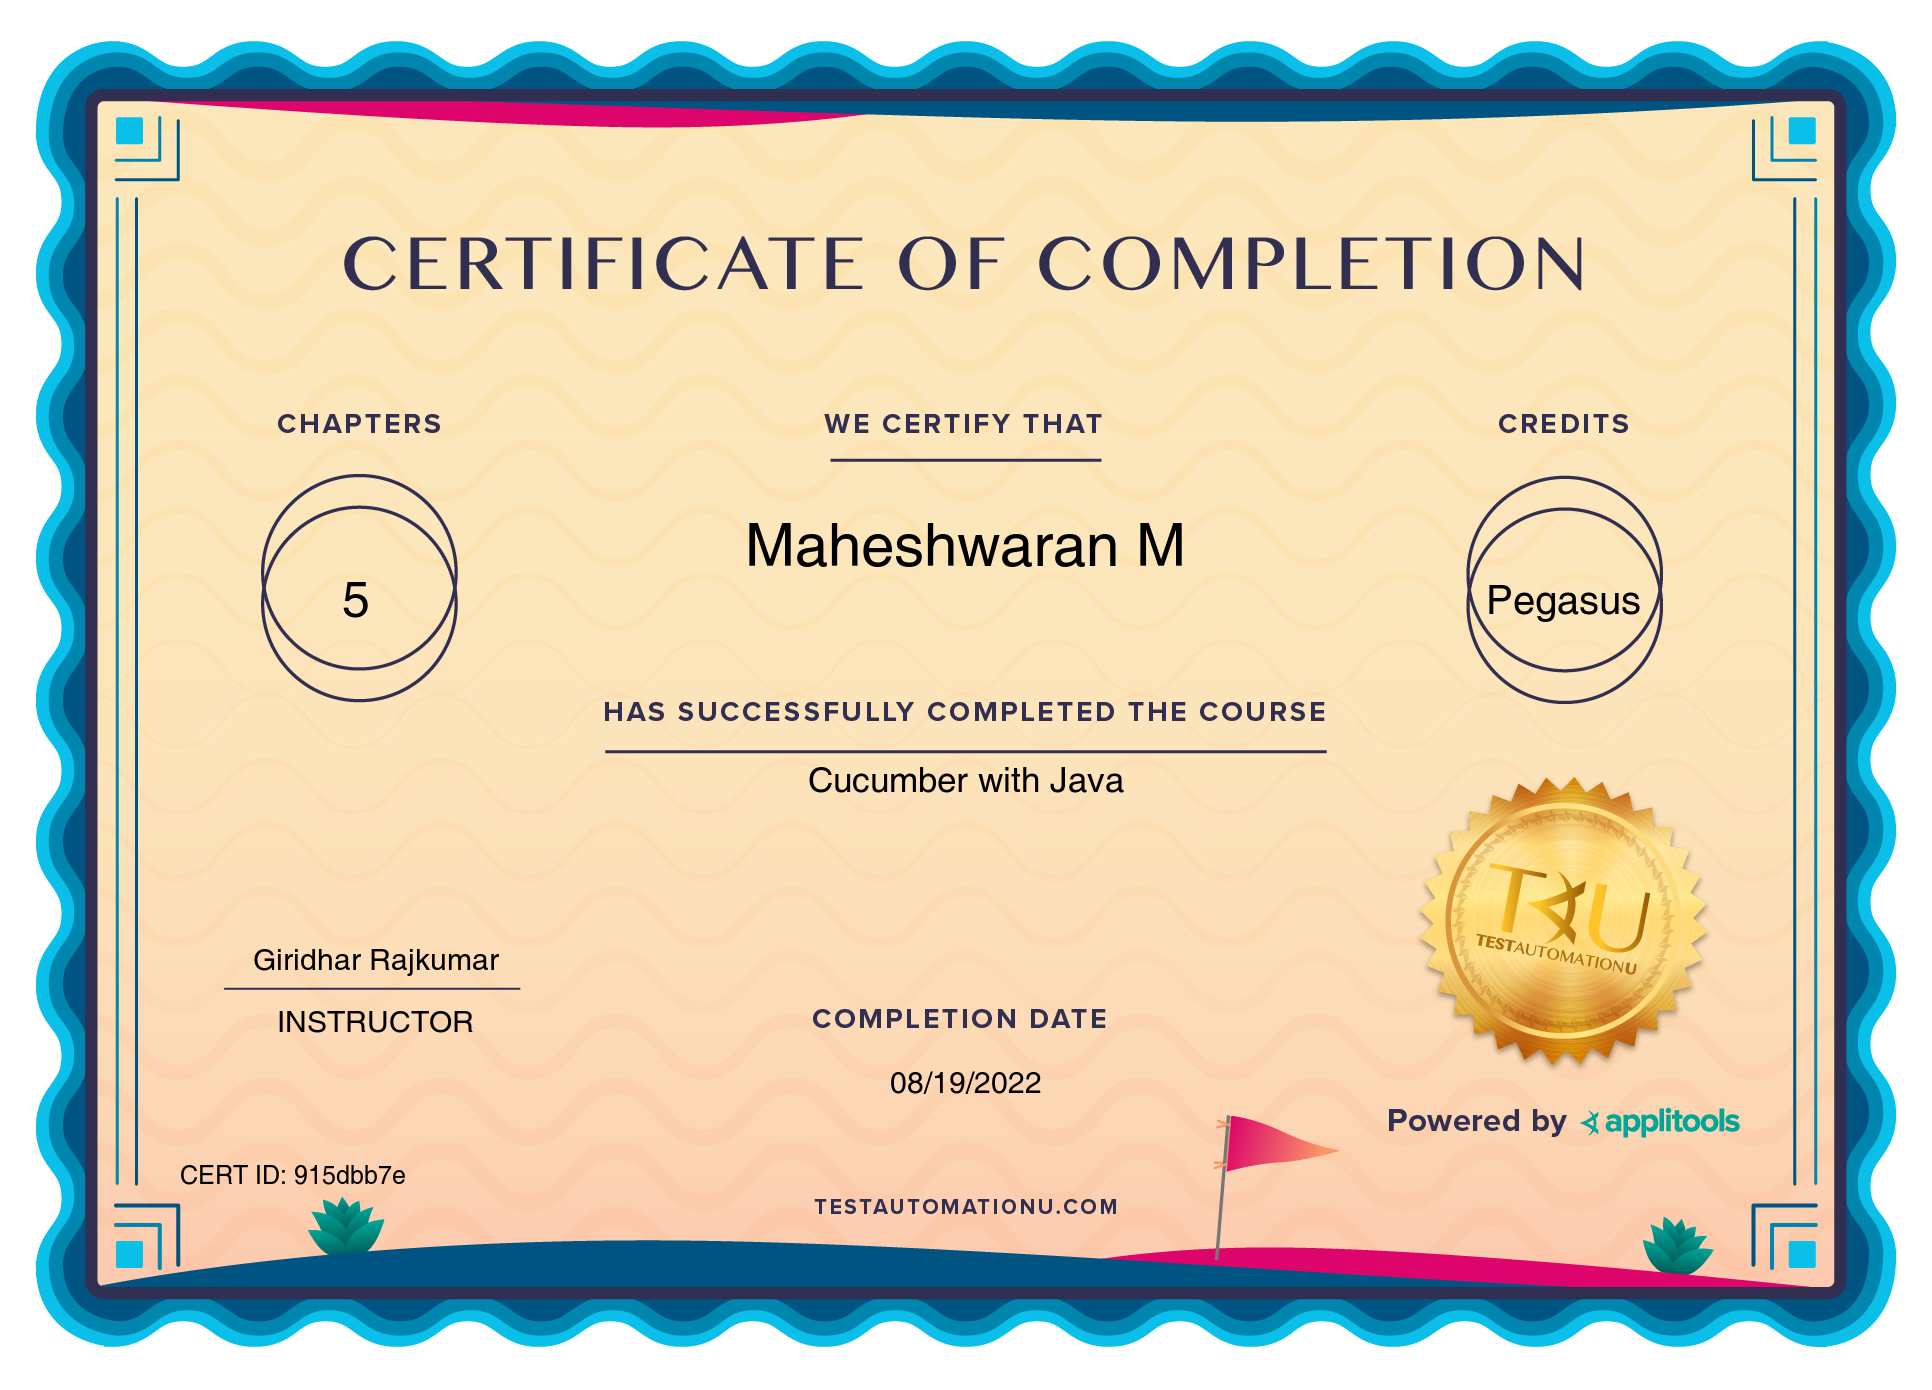 CERTIFICATE OF COMPLETION
CHAPTERS
5
WE CERTIFY THAT
Maheshwaran M
CREDITS
Pegasus
HAS SUCCESSFULLY COMPLETED THE COURSE
Cucumber with Java
TAU
TESTAUTOMATIONU
Giridhar Rajkumar
INSTRUCTOR
COMPLETION DATE
08/19/2022
Powered by applitools
CERT ID: 915dbb7e
TESTAUTOMATIONU.COM